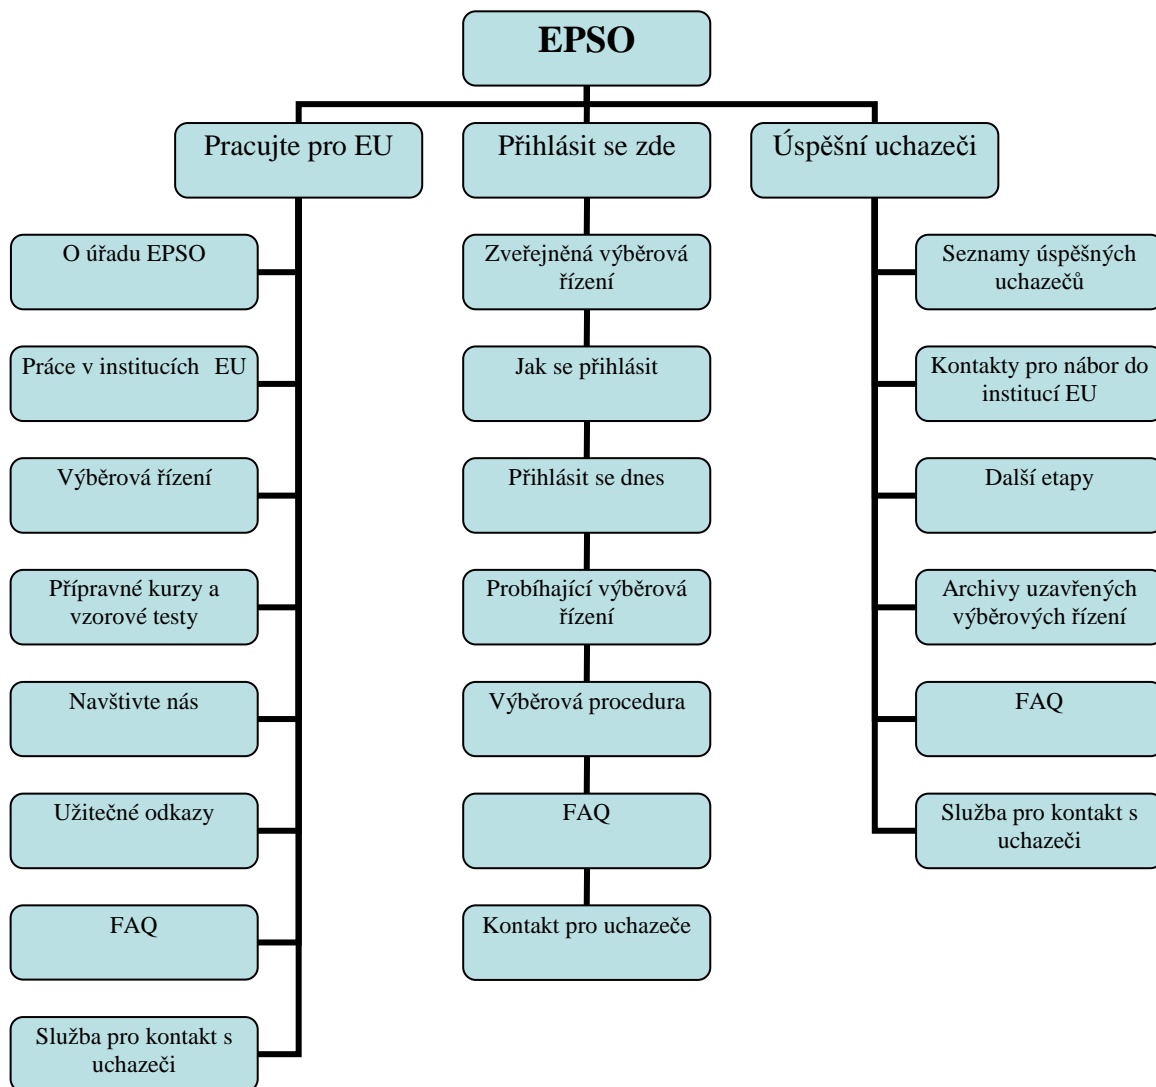 EPSO
Pracujte pro EU
Přihlásit se zde
Úspěšní uchazeči
O úřadu EPSO
Práce v institucích EU
Výběrová řízení
Přípravné kurzy a
vzorové testy
Navštivte nás
Užitečné odkazy
FAQ
Služba pro kontakt s
uchazeči
Zveřejněná výběrová
řízení
Jak se přihlásit
Přihlásit se dnes
Probíhající výběrová
řízení
Výběrová procedura
FAQ
Kontakt pro uchazeče
Seznamy úspěšných
uchazečů
Kontakty pro nábor do
institucí EU
Další etapy
Archivy uzavřených
výběrových řízení
FAQ
Služba pro kontakt s
uchazeči